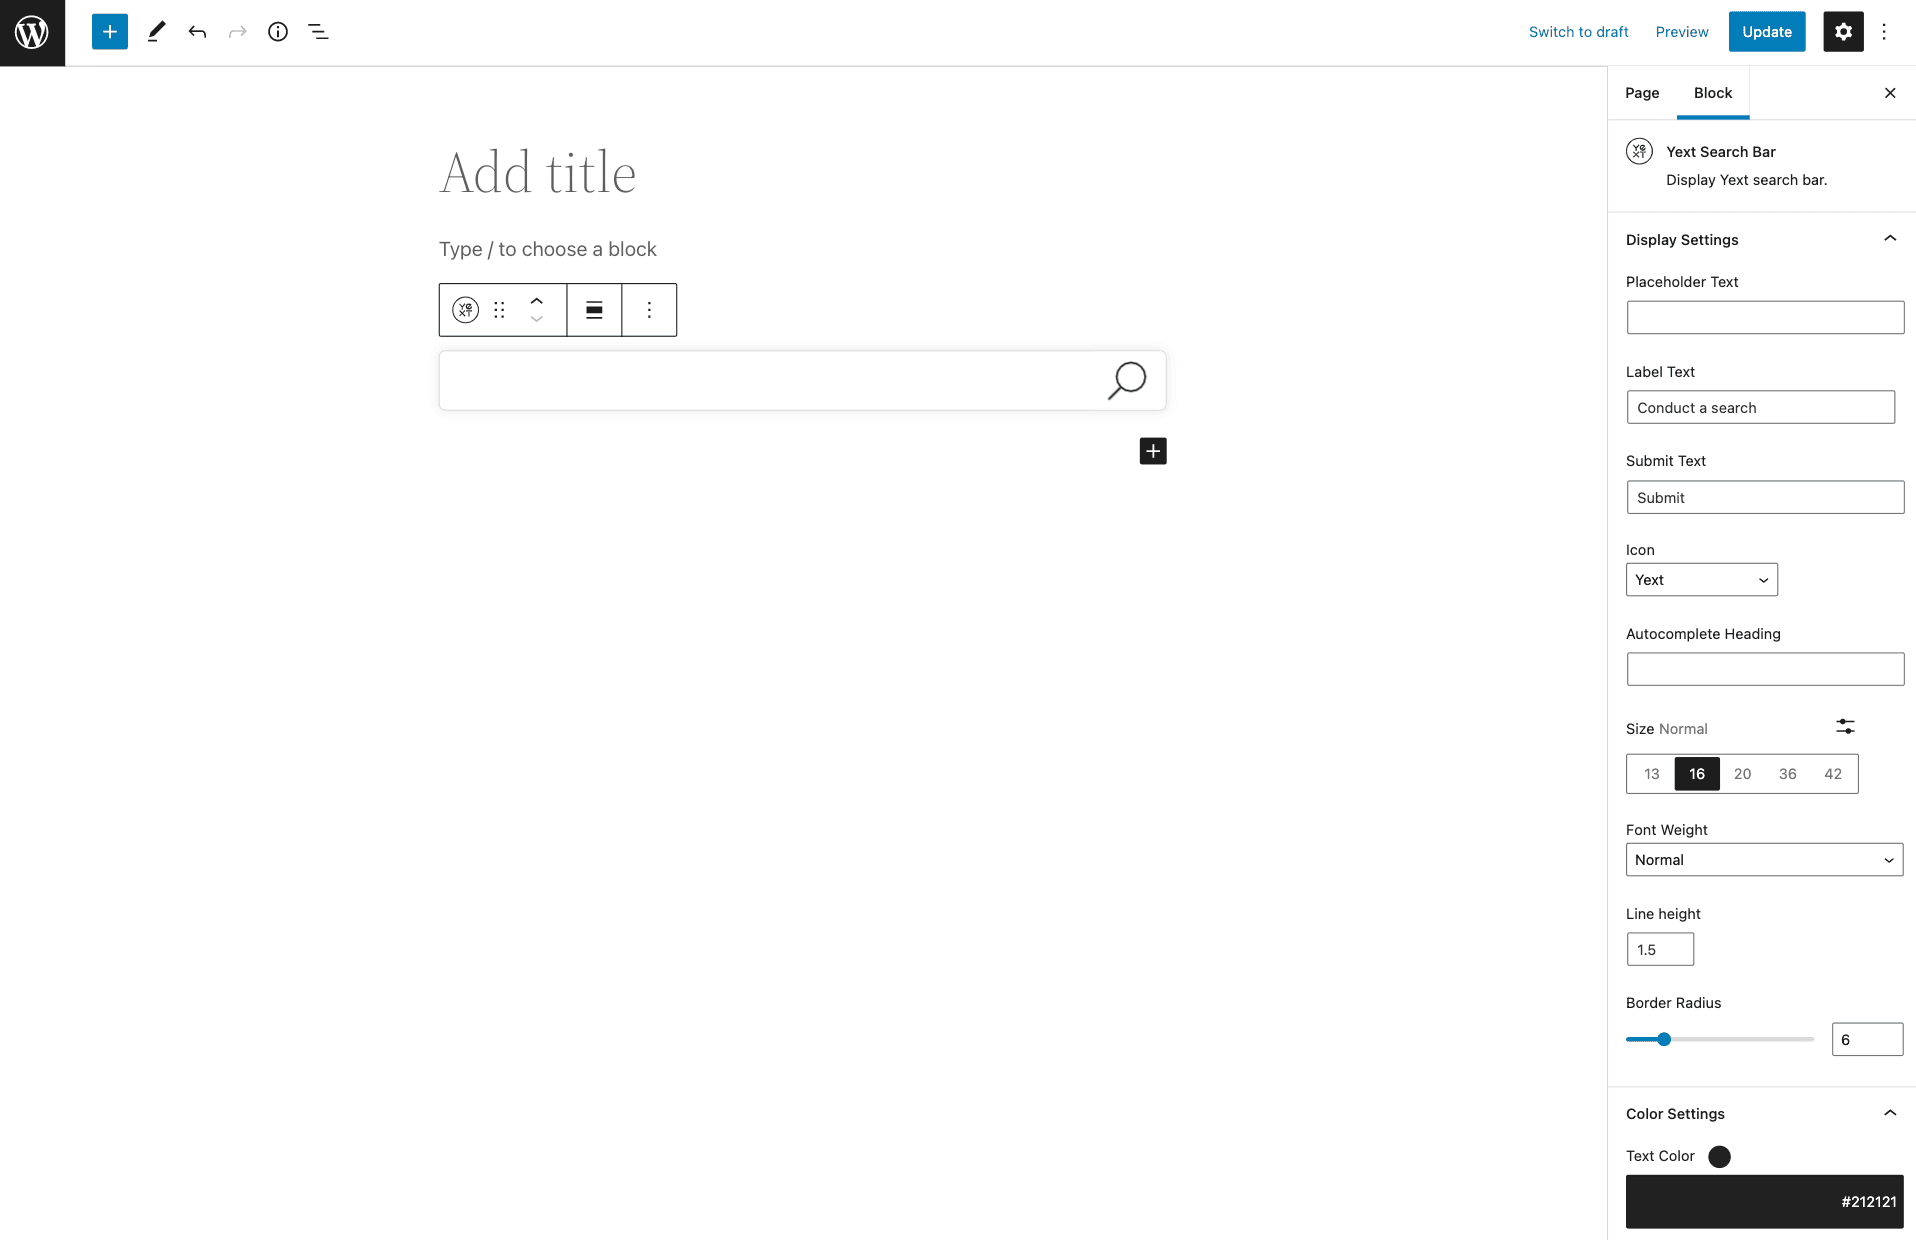 Switch to draft
Preview
Update
Page
Block
Yext Search Bar
Display Yext search bar.
Add title
Type / to choose a block
Display Settings
Placeholder Text
Label Text
Conduct a search
Submit Text
Submit
Icon
Yext
Autocomplete Heading
Size Normal
13 16 20 36 42
Font Weight
Normal
Line height
1.5
Border Radius
6
Color Settings
Text Color
#212121